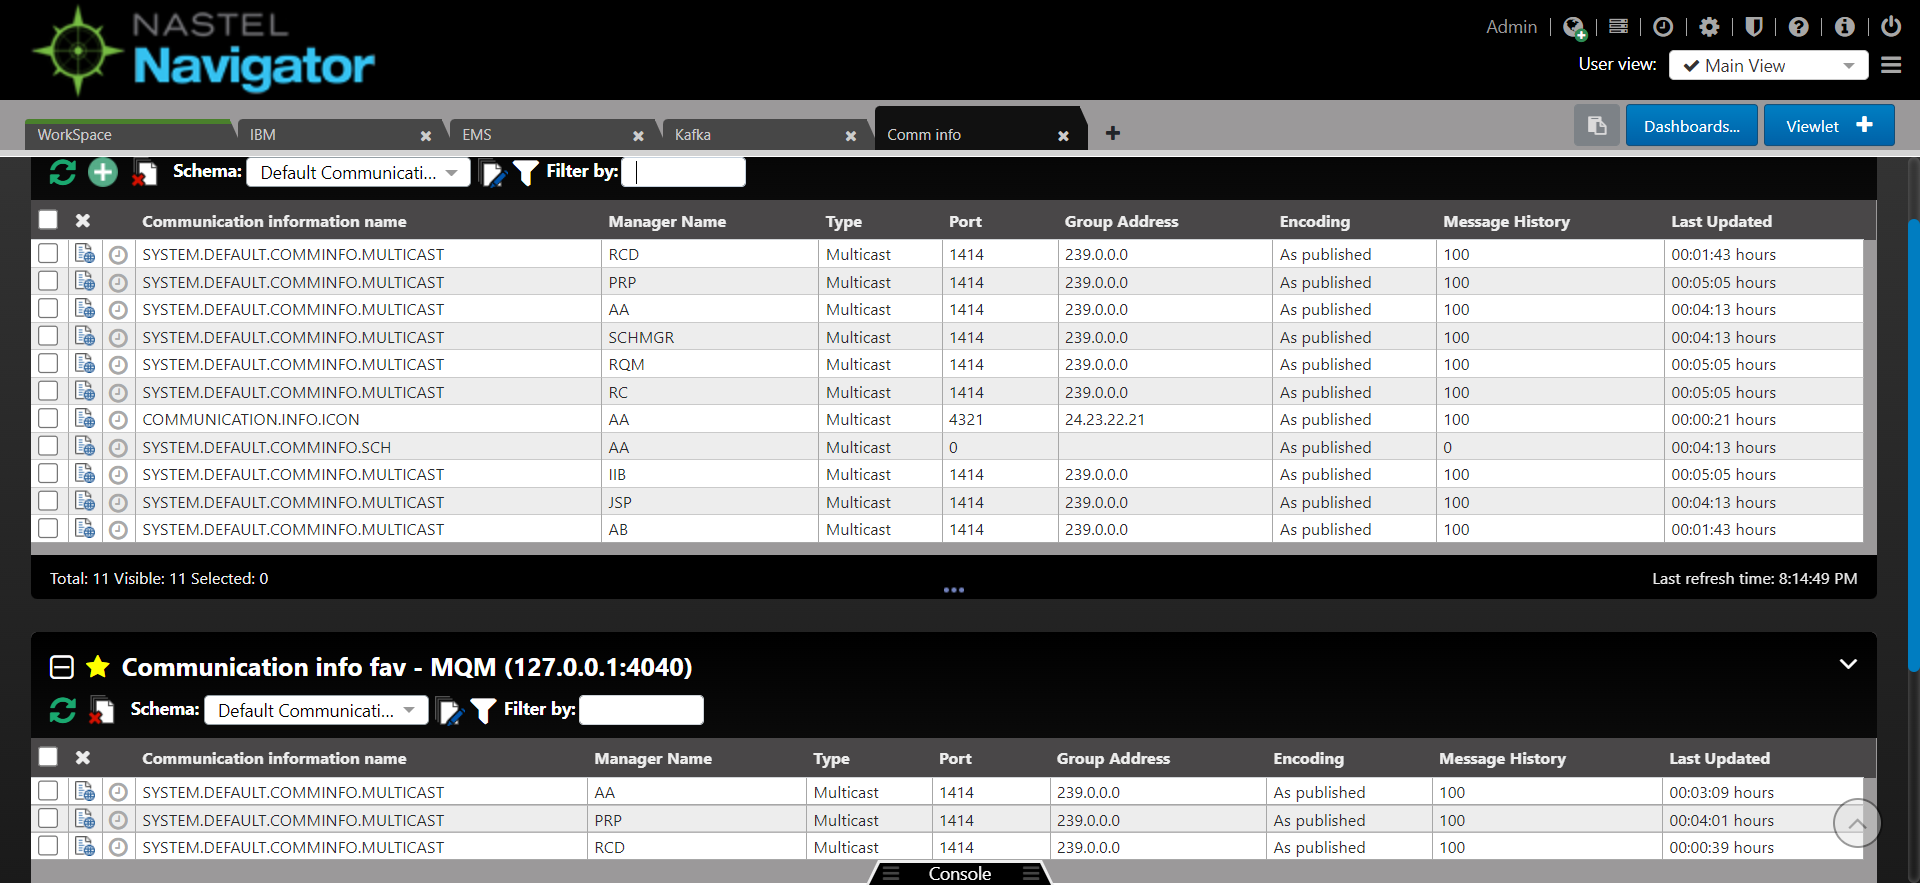 NASTEL
Navigator
Admin
User view: Main View
WorkSpace IBM EMS Kafka Comm info
Dashboards... Viewlet
Schema: Default Communicati... Filter by:
Communication information name Manager Name Type Port Group Address Encoding Message History Last Updated
SYSTEM.DEFAULT.COMMINFO.MULTICAST RCD Multicast 1414 239.0.0.0 As published 100 00:01:43 hours
SYSTEM.DEFAULT.COMMINFO.MULTICAST PRP Multicast 1414 239.0.0.0 As published 100 00:05:05 hours
SYSTEM.DEFAULT.COMMINFO.MULTICAST AA Multicast 1414 239.0.0.0 As published 100 00:04:13 hours
SYSTEM.DEFAULT.COMMINFO.MULTICAST SCHMGR Multicast 1414 239.0.0.0 As published 100 00:04:13 hours
SYSTEM.DEFAULT.COMMINFO.MULTICAST RQM Multicast 1414 239.0.0.0 As published 100 00:05:05 hours
SYSTEM.DEFAULT.COMMINFO.MULTICAST RC Multicast 1414 239.0.0.0 As published 100 00:05:05 hours
COMMUNICATION.INFO.ICON AA Multicast 4321 24.23.22.21 As published 100 00:00:21 hours
SYSTEM.DEFAULT.COMMINFO.SCH AA Multicast 0 As published 0 00:04:13 hours
SYSTEM.DEFAULT.COMMINFO.MULTICAST IIB Multicast 1414 239.0.0.0 As published 100 00:05:05 hours
SYSTEM.DEFAULT.COMMINFO.MULTICAST JSP Multicast 1414 239.0.0.0 As published 100 00:04:13 hours
SYSTEM.DEFAULT.COMMINFO.MULTICAST AB Multicast 1414 239.0.0.0 As published 100 00:01:43 hours
Total: 11 Visible: 11 Selected: 0 Last refresh time: 8:14:49 PM
Communication info fav - MQM (127.0.0.1:4040)
Schema: Default Communicati... Filter by:
Communication information name Manager Name Type Port Group Address Encoding Message History Last Updated
SYSTEM.DEFAULT.COMMINFO.MULTICAST AA Multicast 1414 239.0.0.0 As published 100 00:03:09 hours
SYSTEM.DEFAULT.COMMINFO.MULTICAST PRP Multicast 1414 239.0.0.0 As published 100 00:04:01 hours
SYSTEM.DEFAULT.COMMINFO.MULTICAST RCD Multicast 1414 239.0.0.0 As published 100 00:00:39 hours
Console